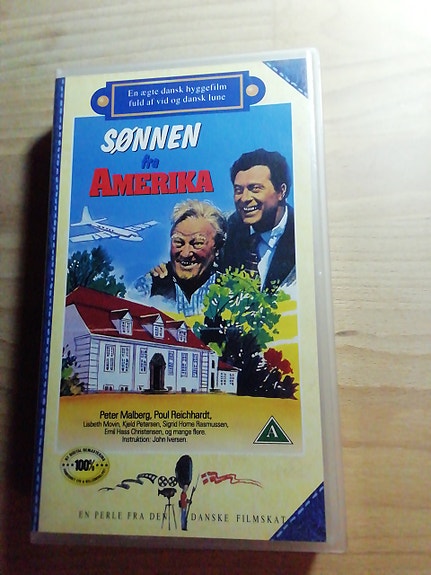 En ægte dansk hyggefilm
fuld af vid og dansk lune
SØNNEN
fra
AMERIKA
Peter Malberg, Poul Reichhardt,
Lisbeth Movin, Kjeld Petersen, Sigrid Horne Rasmussen,
Emil Hass Christensen, og mange flere.
Instruktion: John Iversen.
A
100%
EN PERLE FRA DEN DANSKE FILMSKAT